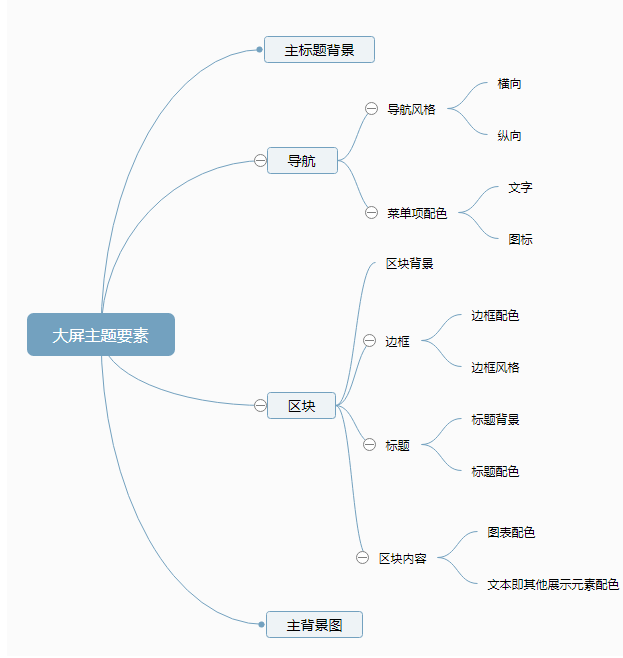 大屏主题要素
主标题背景
导航
导航风格
横向
纵向
菜单项配色
文字
图标
区块
区块背景
边框
边框配色
边框风格
标题
标题背景
标题配色
区块内容
图表配色
文本即其他展示元素配色
主背景图